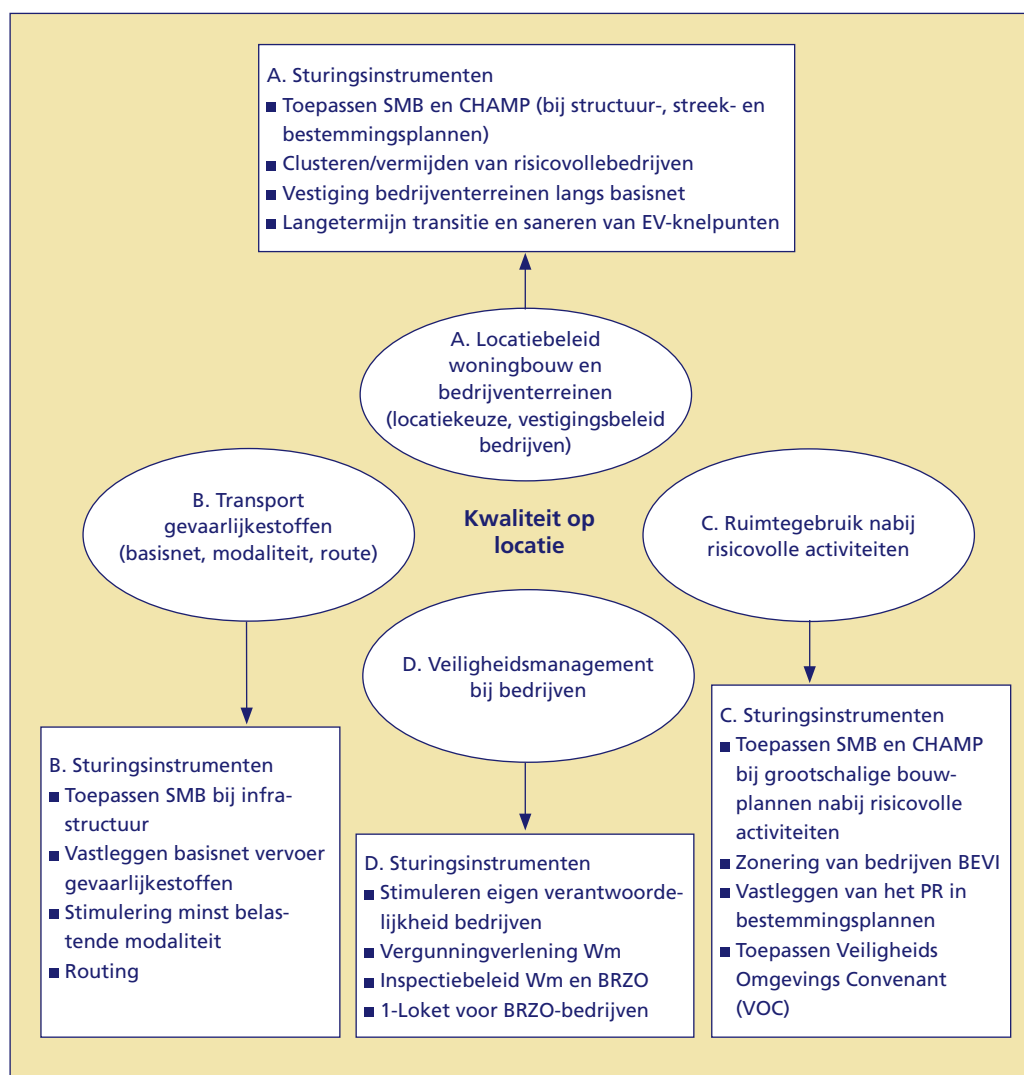 A. Sturingsinstrumenten
■ Toepassen SMB en CHAMP (bij structuur-, streek- en
bestemmingsplannen)
■ Clusteren/vermijden van risicovollebedrijven
■ Vestiging bedrijventerreinen langs basisnet
■ Langetermijn transitie en saneren van EV-knelpunten
A. Locatiebeleid
woningbouw en
bedrijventerreinen
(locatiekeuze, vestigingsbeleid
bedrijven)
B. Transport
gevaarlijkestoffen
(basisnet, modaliteit, route)
Kwaliteit op
locatie
C. Ruimtegebruik nabij
risicovolle activiteiten
D. Veiligheidsmanagement
bij bedrijven
B. Sturingsinstrumenten
■ Toepassen SMB bij infra-
structuur
■ Vastleggen basisnet vervoer
gevaarlijkestoffen
■ Stimulering minst belas-
tende modaliteit
■ Routing
D. Sturingsinstrumenten
■ Stimuleren eigen verantwoorde-
lijkheid bedrijven
■ Vergunningverlening Wm
■ Inspectiebeleid Wm en BRZO
■ 1-Loket voor BRZO-bedrijven
C. Sturingsinstrumenten
■ Toepassen SMB en CHAMP
bij grootschalige bouw-
plannen nabij risicovolle
activiteiten
■ Zonering van bedrijven BEVI
■ Vastleggen van het PR in
bestemmingsplannen
■ Toepassen Veiligheids
Omgevings Convenant
(VOC)